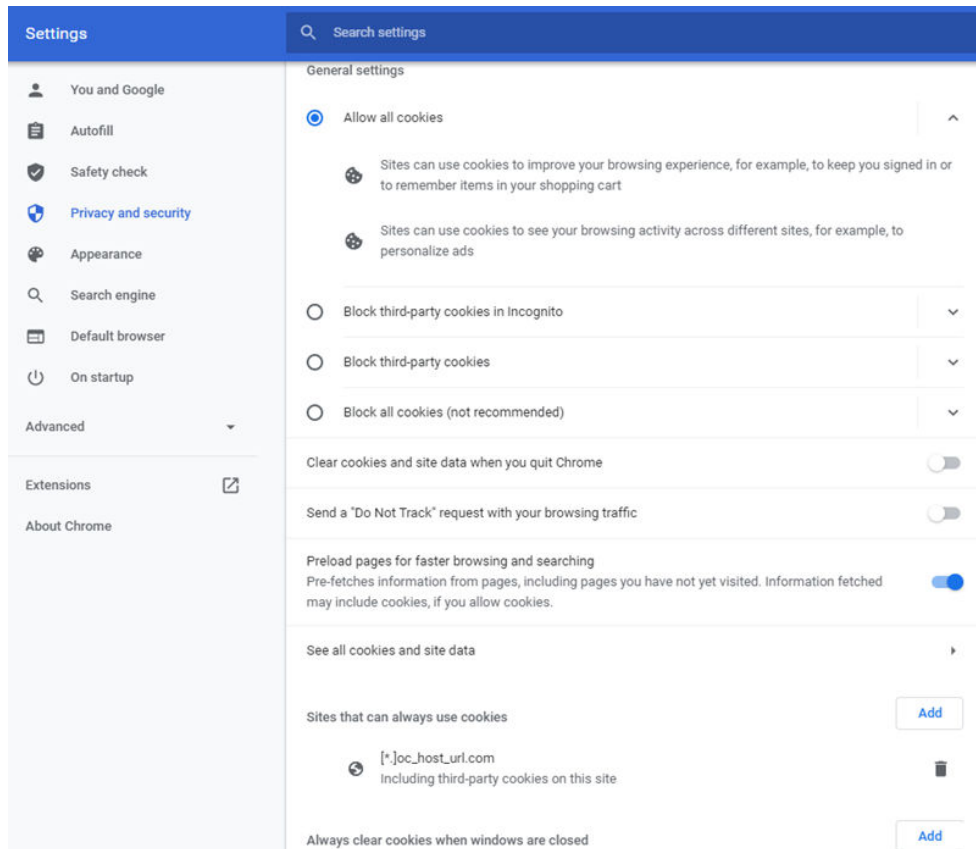 Settings
Search settings
You and Google
Autofill
Safety check
Privacy and security
Appearance
Search engine
Default browser
On startup
Advanced
Extensions
About Chrome
General settings
Allow all cookies
Sites can use cookies to improve your browsing experience, for example, to keep you signed in or
to remember items in your shopping cart
Sites can use cookies to see your browsing activity across different sites, for example, to
personalize ads
Block third-party cookies in Incognito
Block third-party cookies
Block all cookies (not recommended)
Clear cookies and site data when you quit Chrome
Send a "Do Not Track" request with your browsing traffic
Preload pages for faster browsing and searching
Pre-fetches information from pages, including pages you have not yet visited. Information fetched
may include cookies, if you allow cookies.
See all cookies and site data
Sites that can always use cookies
Add
[*.]oc_host_url.com
Including third-party cookies on this site
Always clear cookies when windows are closed
Add